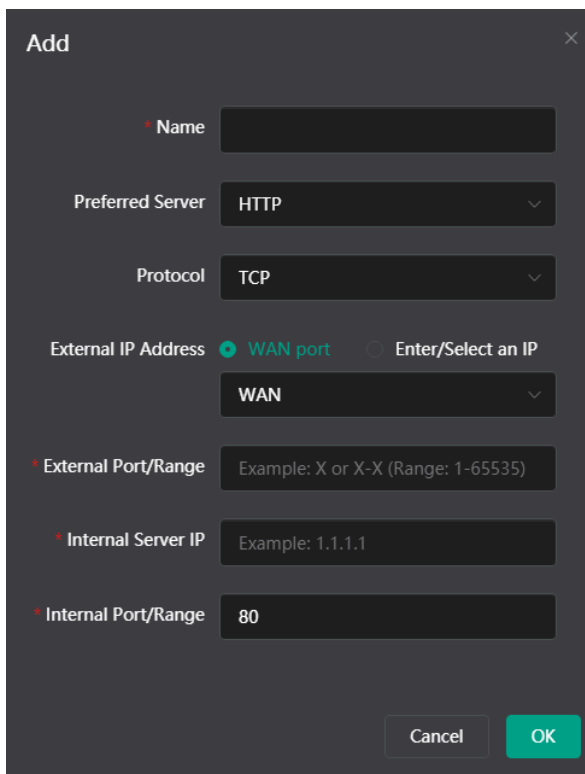 Add
* Name
Preferred Server HTTP
Protocol TCP
External IP Address WAN port Enter/Select an IP
WAN
* External Port/Range Example: X or X-X (Range: 1-65535)
* Internal Server IP Example: 1.1.1.1
* Internal Port/Range 80
Cancel OK